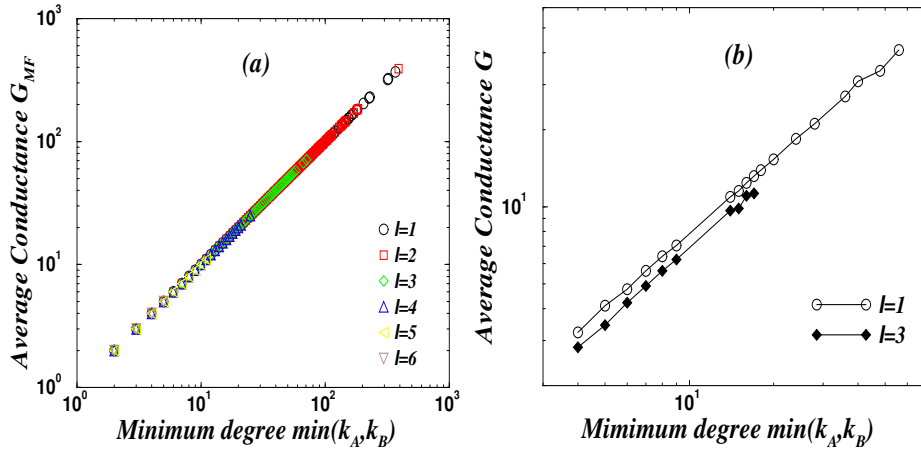 (a)
Average Conductance G_MF
10^3
10^2
10^1
10^0
10^0 10^1 10^2 10^3
Minimum degree min(k_A,k_B)
l=1
l=2
l=3
l=4
l=5
l=6
(b)
Average Conductance G
10^1
10^1
Mimimum degree min(k_A,k_B)
l=1
l=3